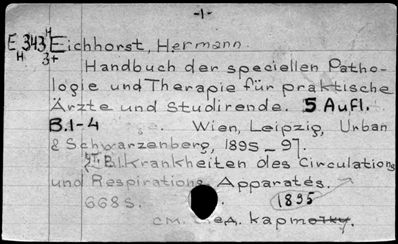 -1-
E 343 H Eichhorst, Hermann.
H 3+
Handbuch der speciellen Patho-
logie und Therapie für praktische
Ärzte und Studirende. 5 Aufl.
B.1-4 Wien, Leipzig, Urban
& Schwarzenberg, 1895-97.
Krankheiten des Circulations
und Respirations Apparates.
668 S. 1895
см. след. карточку.